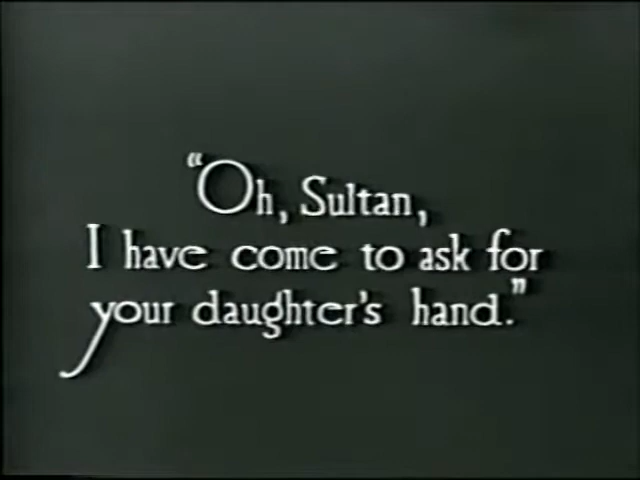 “Oh, Sultan,
I have come to ask for
your daughter's hand.”